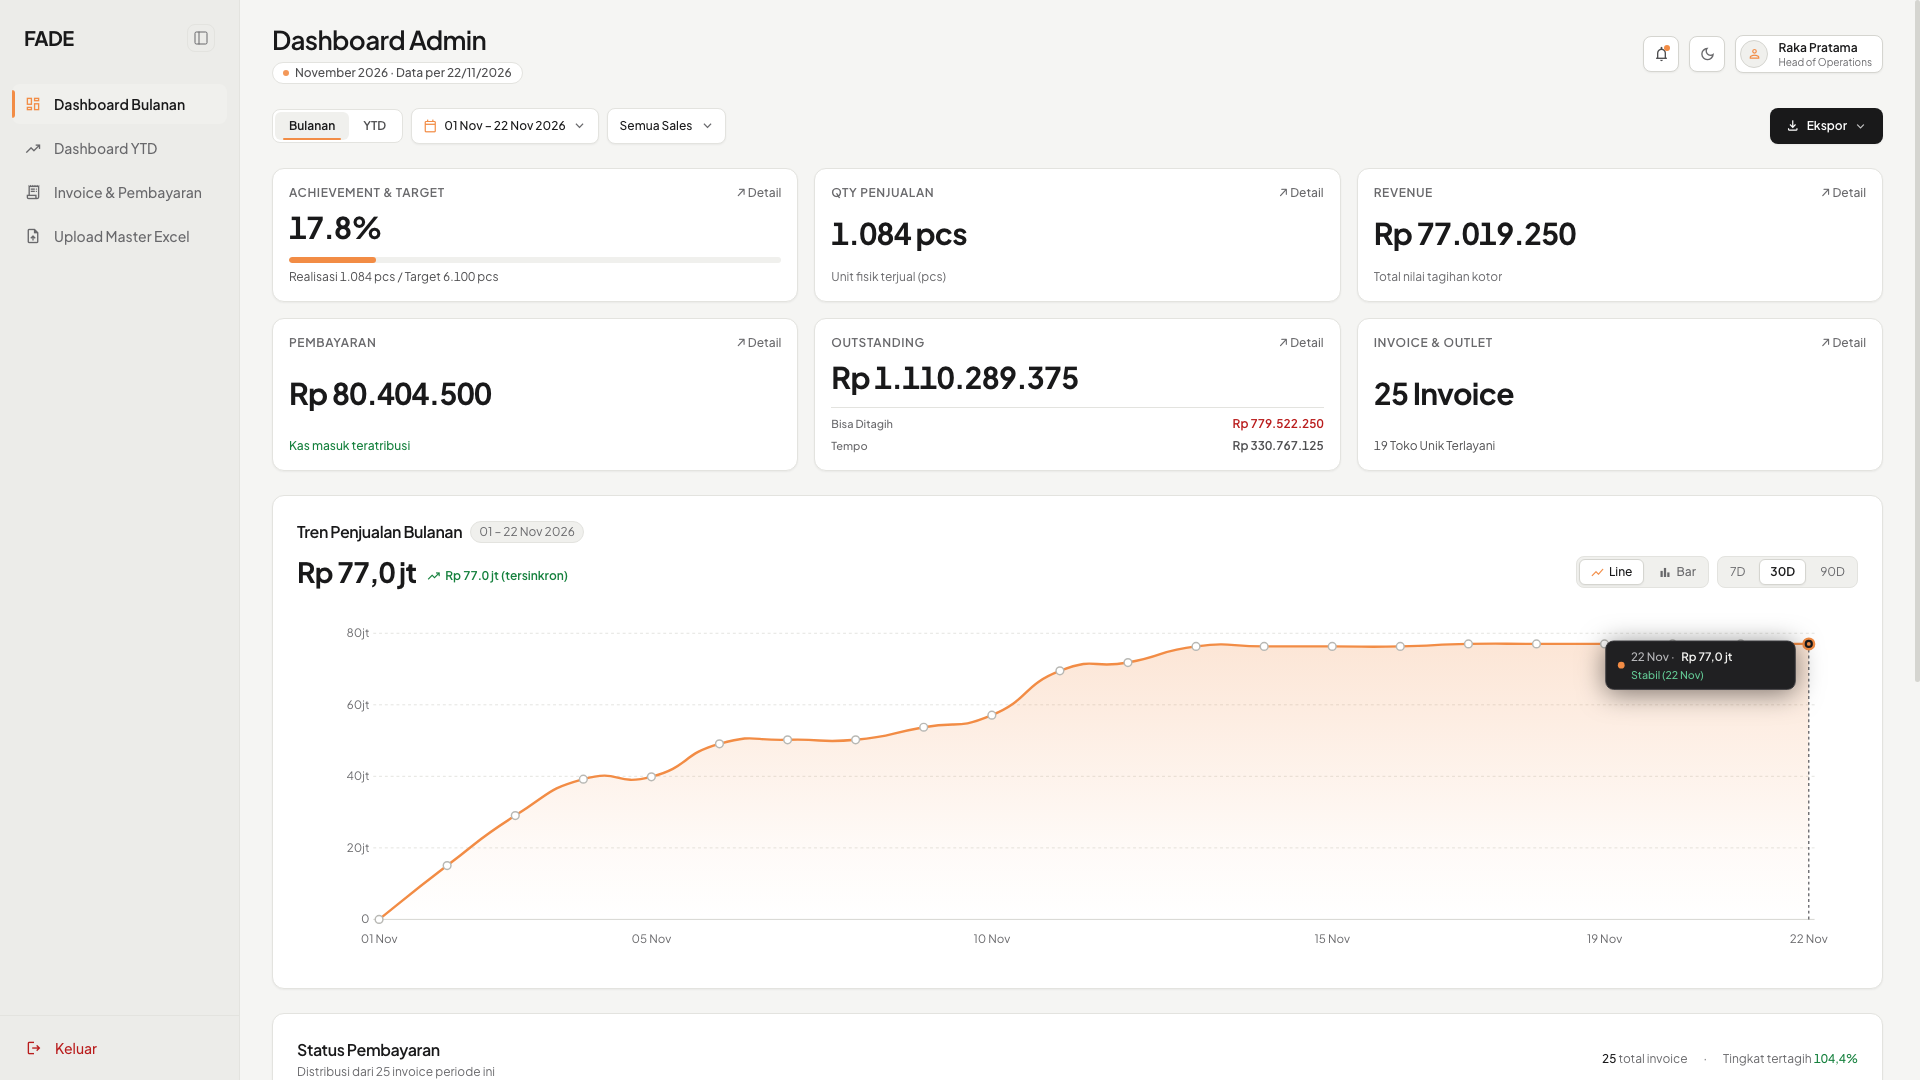 FADE
Dashboard Bulanan
Dashboard YTD
Invoice & Pembayaran
Upload Master Excel
Keluar
Dashboard Admin
November 2026 · Data per 22/11/2026
Raka Pratama
Head of Operations
Bulanan
YTD
01 Nov – 22 Nov 2026
Semua Sales
Ekspor
ACHIEVEMENT & TARGET
Detail
17.8%
Realisasi 1.084 pcs / Target 6.100 pcs
QTY PENJUALAN
Detail
1.084 pcs
Unit fisik terjual (pcs)
REVENUE
Detail
Rp 77.019.250
Total nilai tagihan kotor
PEMBAYARAN
Detail
Rp 80.404.500
Kas masuk teratribusi
OUTSTANDING
Detail
Rp 1.110.289.375
Bisa Ditagih Rp 779.522.250
Tempo Rp 330.767.125
INVOICE & OUTLET
Detail
25 Invoice
19 Toko Unik Terlayani
Tren Penjualan Bulanan 01 – 22 Nov 2026
Rp 77,0 jt Rp 77.0 jt (tersinkron)
Line Bar
7D 30D 90D
80jt
60jt
40jt
20jt
0
22 Nov · Rp 77,0 jt
Stabil (22 Nov)
01 Nov 05 Nov 10 Nov 15 Nov 19 Nov 22 Nov
Status Pembayaran
Distribusi dari 25 invoice periode ini
25 total invoice · Tingkat tertagih 104,4%